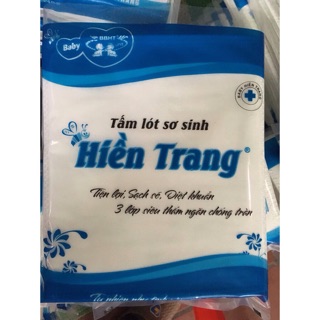 Baby
BBHT
Tấm lót sơ sinh
Hiền Trang®
Tiện lợi, Sạch sẽ, Diệt khuẩn
3 lớp siêu thấm ngăn chống tràn